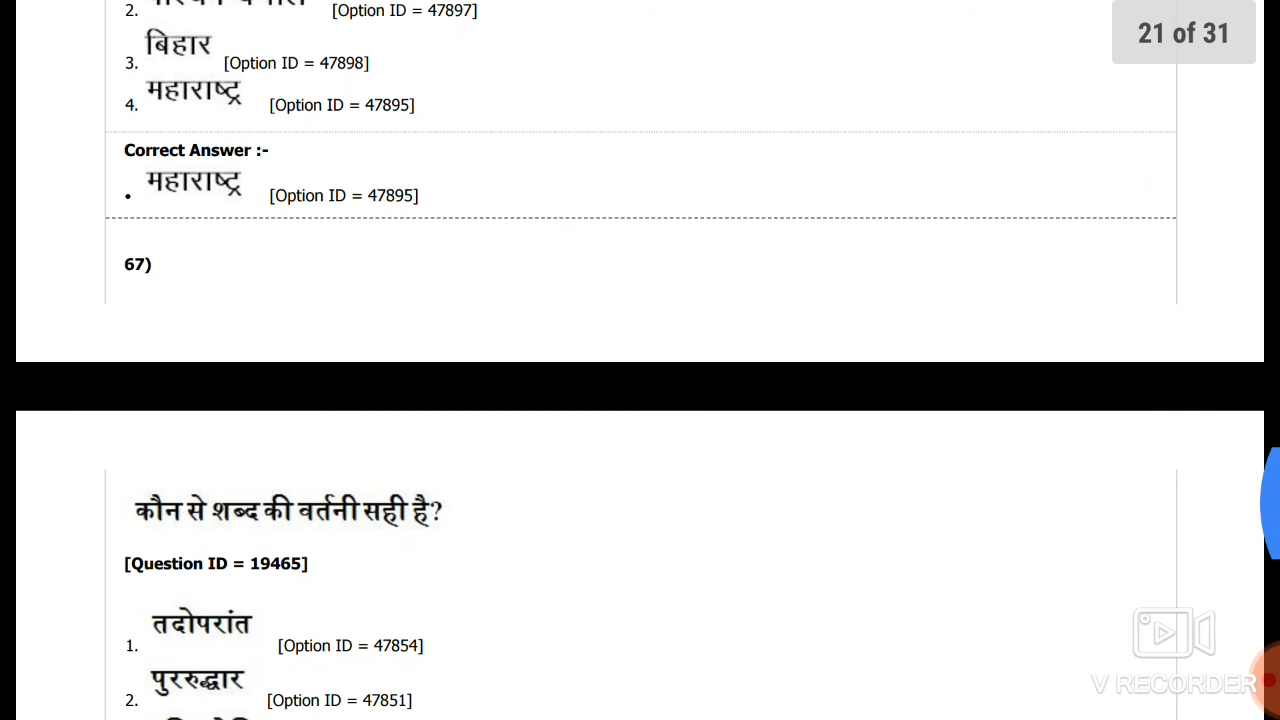 2. [Option ID = 47897]
21 of 31
3. बिहार [Option ID = 47898]
4. महाराष्ट्र [Option ID = 47895]
Correct Answer :-
• महाराष्ट्र [Option ID = 47895]
67)
कौन से शब्द की वर्तनी सही है?
[Question ID = 19465]
1. तदोपरांत [Option ID = 47854]
2. पुररुद्धार [Option ID = 47851]
V RECORDER